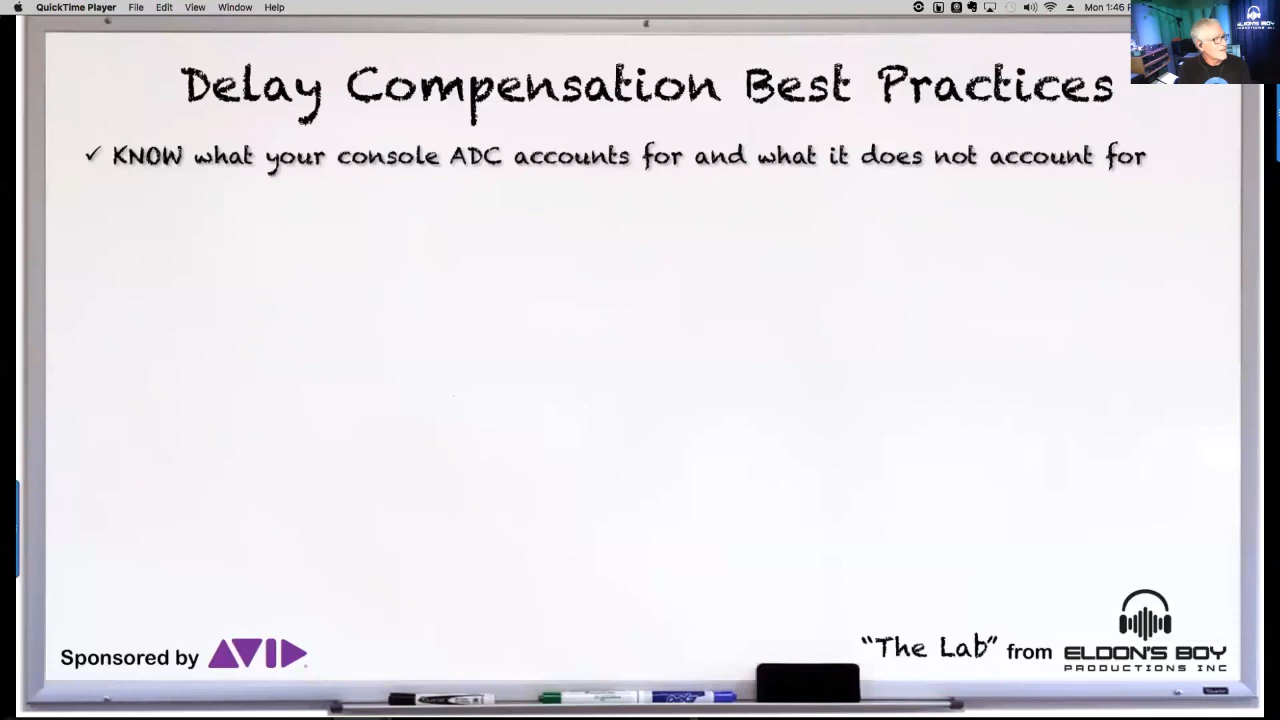 QuickTime Player File Edit View Window Help Mon 1:46 P
Delay Compensation Best Practices
✓ KNOW what your console ADC accounts for and what it does not account for
Sponsored by AVID
"The Lab" from ELDON'S BOY
PRODUCTIONS INC